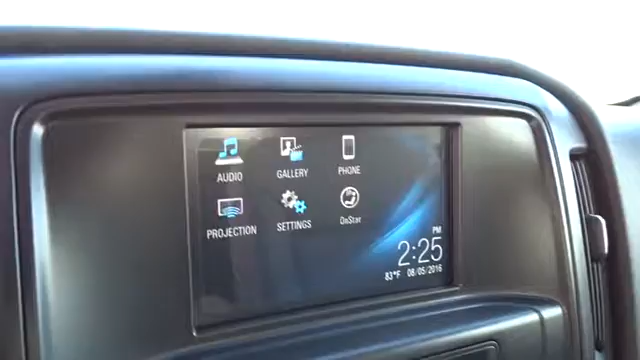 AUDIO GALLERY PHONE
PROJECTION SETTINGS OnStar
PM
2:25
83°F 08/05/2016